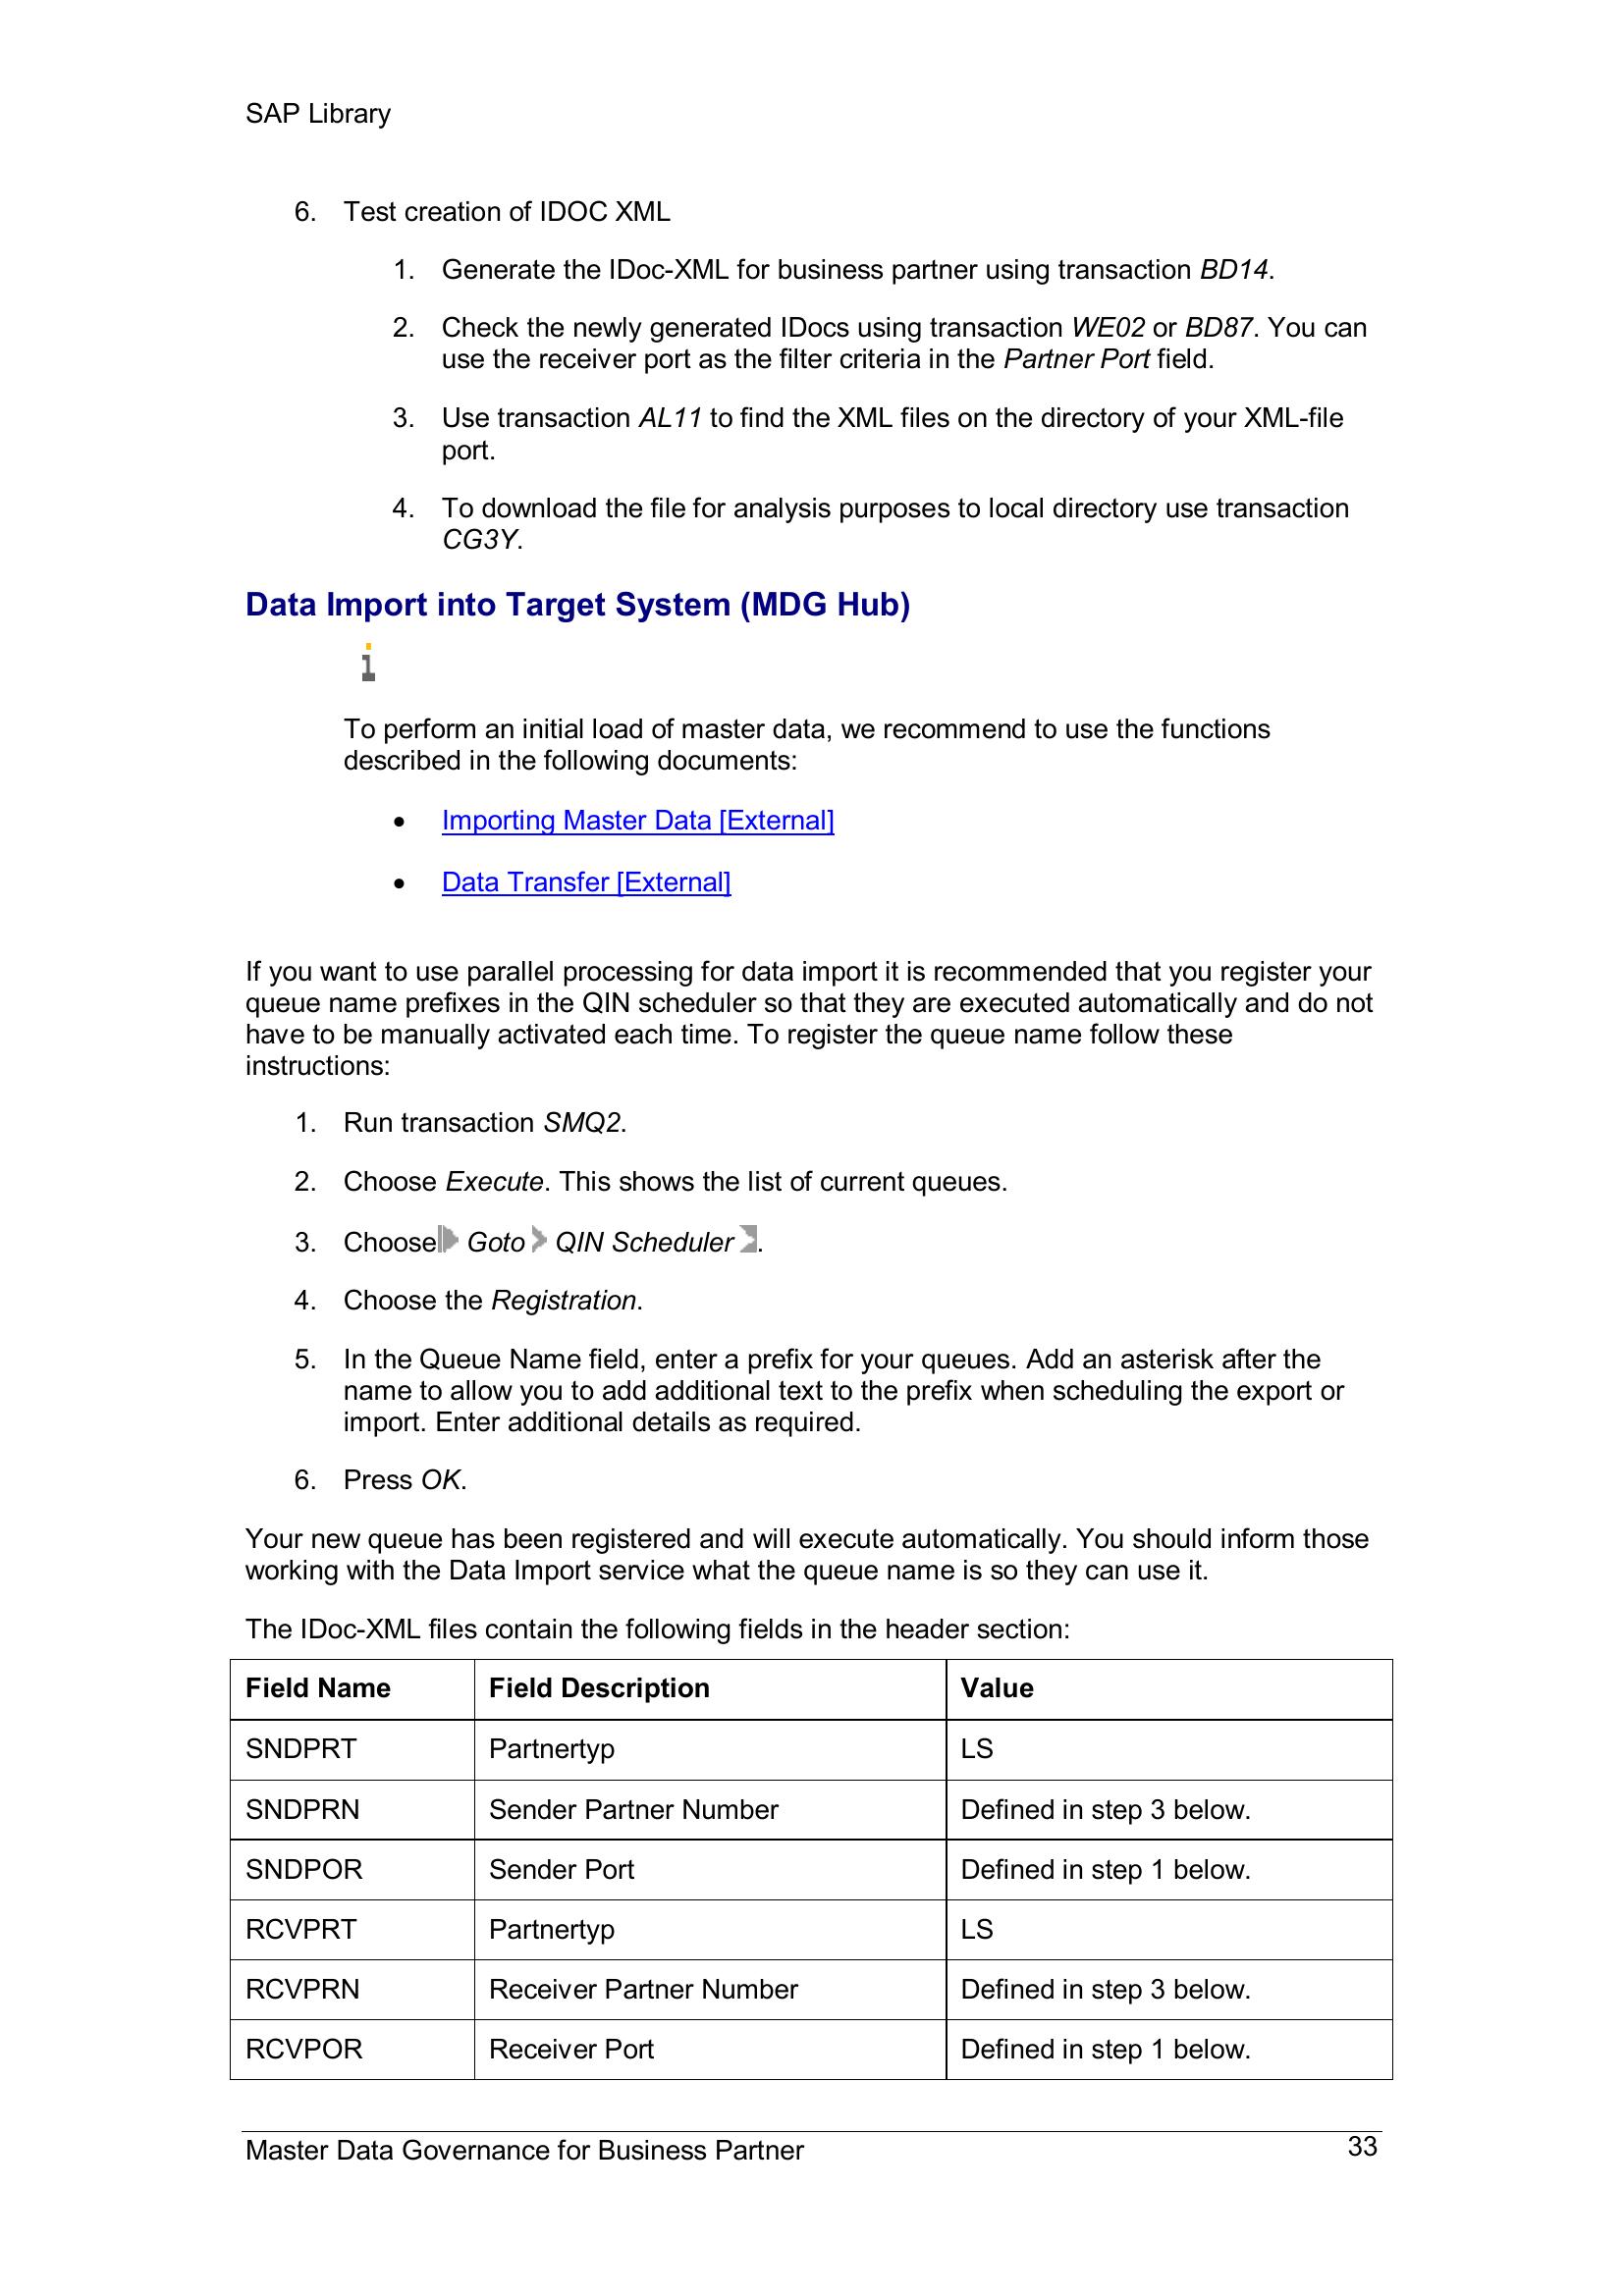 SAP Library
6. Test creation of IDOC XML
1. Generate the IDoc-XML for business partner using transaction BD14.
2. Check the newly generated IDocs using transaction WE02 or BD87. You can
use the receiver port as the filter criteria in the Partner Port field.
3. Use transaction AL11 to find the XML files on the directory of your XML-file
port.
4. To download the file for analysis purposes to local directory use transaction
CG3Y.
Data Import into Target System (MDG Hub)
To perform an initial load of master data, we recommend to use the functions
described in the following documents:
• Importing Master Data [External]
• Data Transfer [External]
If you want to use parallel processing for data import it is recommended that you register your
queue name prefixes in the QIN scheduler so that they are executed automatically and do not
have to be manually activated each time. To register the queue name follow these
instructions:
1. Run transaction SMQ2.
2. Choose Execute. This shows the list of current queues.
3. Choose Goto QIN Scheduler.
4. Choose the Registration.
5. In the Queue Name field, enter a prefix for your queues. Add an asterisk after the
name to allow you to add additional text to the prefix when scheduling the export or
import. Enter additional details as required.
6. Press OK.
Your new queue has been registered and will execute automatically. You should inform those
working with the Data Import service what the queue name is so they can use it.
The IDoc-XML files contain the following fields in the header section:
Field Name Field Description Value
SNDPRT Partnertyp LS
SNDPRN Sender Partner Number Defined in step 3 below.
SNDPOR Sender Port Defined in step 1 below.
RCVPRT Partnertyp LS
RCVPRN Receiver Partner Number Defined in step 3 below.
RCVPOR Receiver Port Defined in step 1 below.
Master Data Governance for Business Partner 33